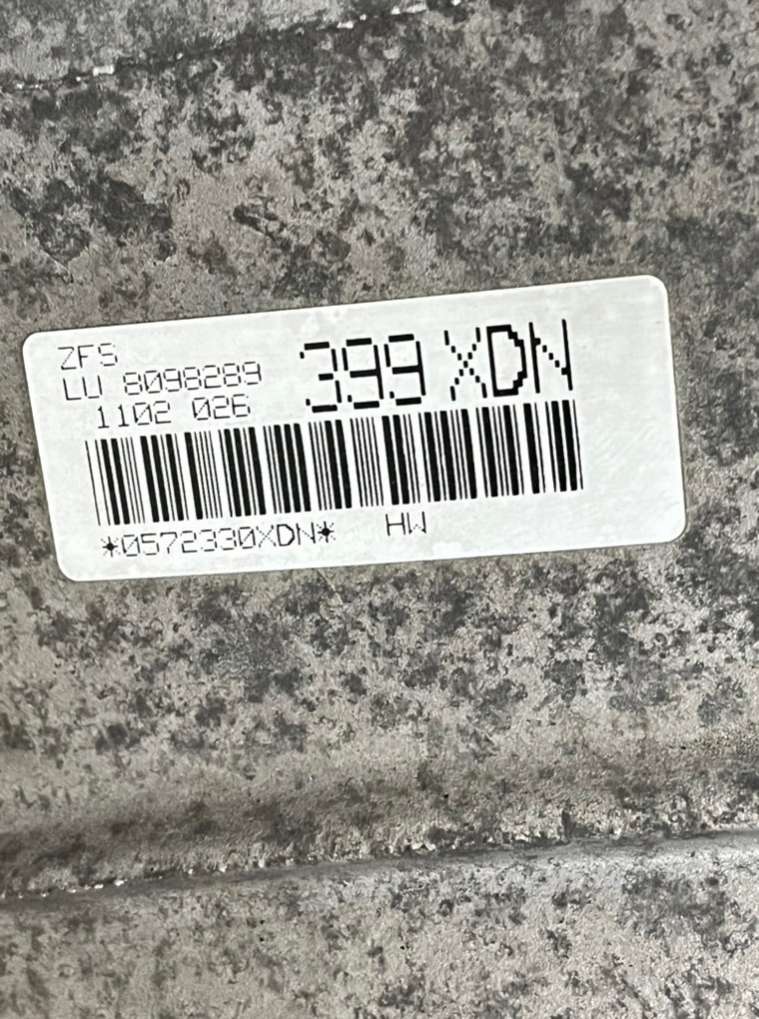 ZFS
LU 8098289
1102 026
399 XDN
*0572330XDN* HW